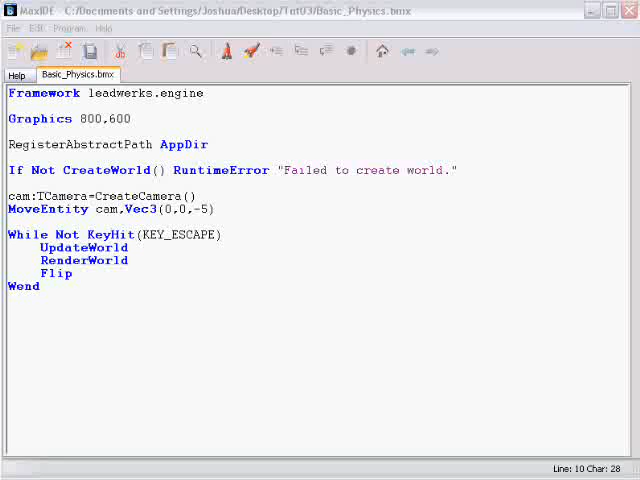 MaxIDE - C:/Documents and Settings/Joshua/Desktop/TutV3/Basic_Physics.bmx
File Edit Program Help
Help Basic_Physics.bmx
Framework leadwerks.engine
Graphics 800,600
RegisterAbstractPath AppDir
If Not CreateWorld() RuntimeError "Failed to create world."
cam:TCamera=CreateCamera()
MoveEntity cam,Vec3(0,0,-5)
While Not KeyHit(KEY_ESCAPE)
UpdateWorld
RenderWorld
Flip
Wend
Line: 10 Char: 28